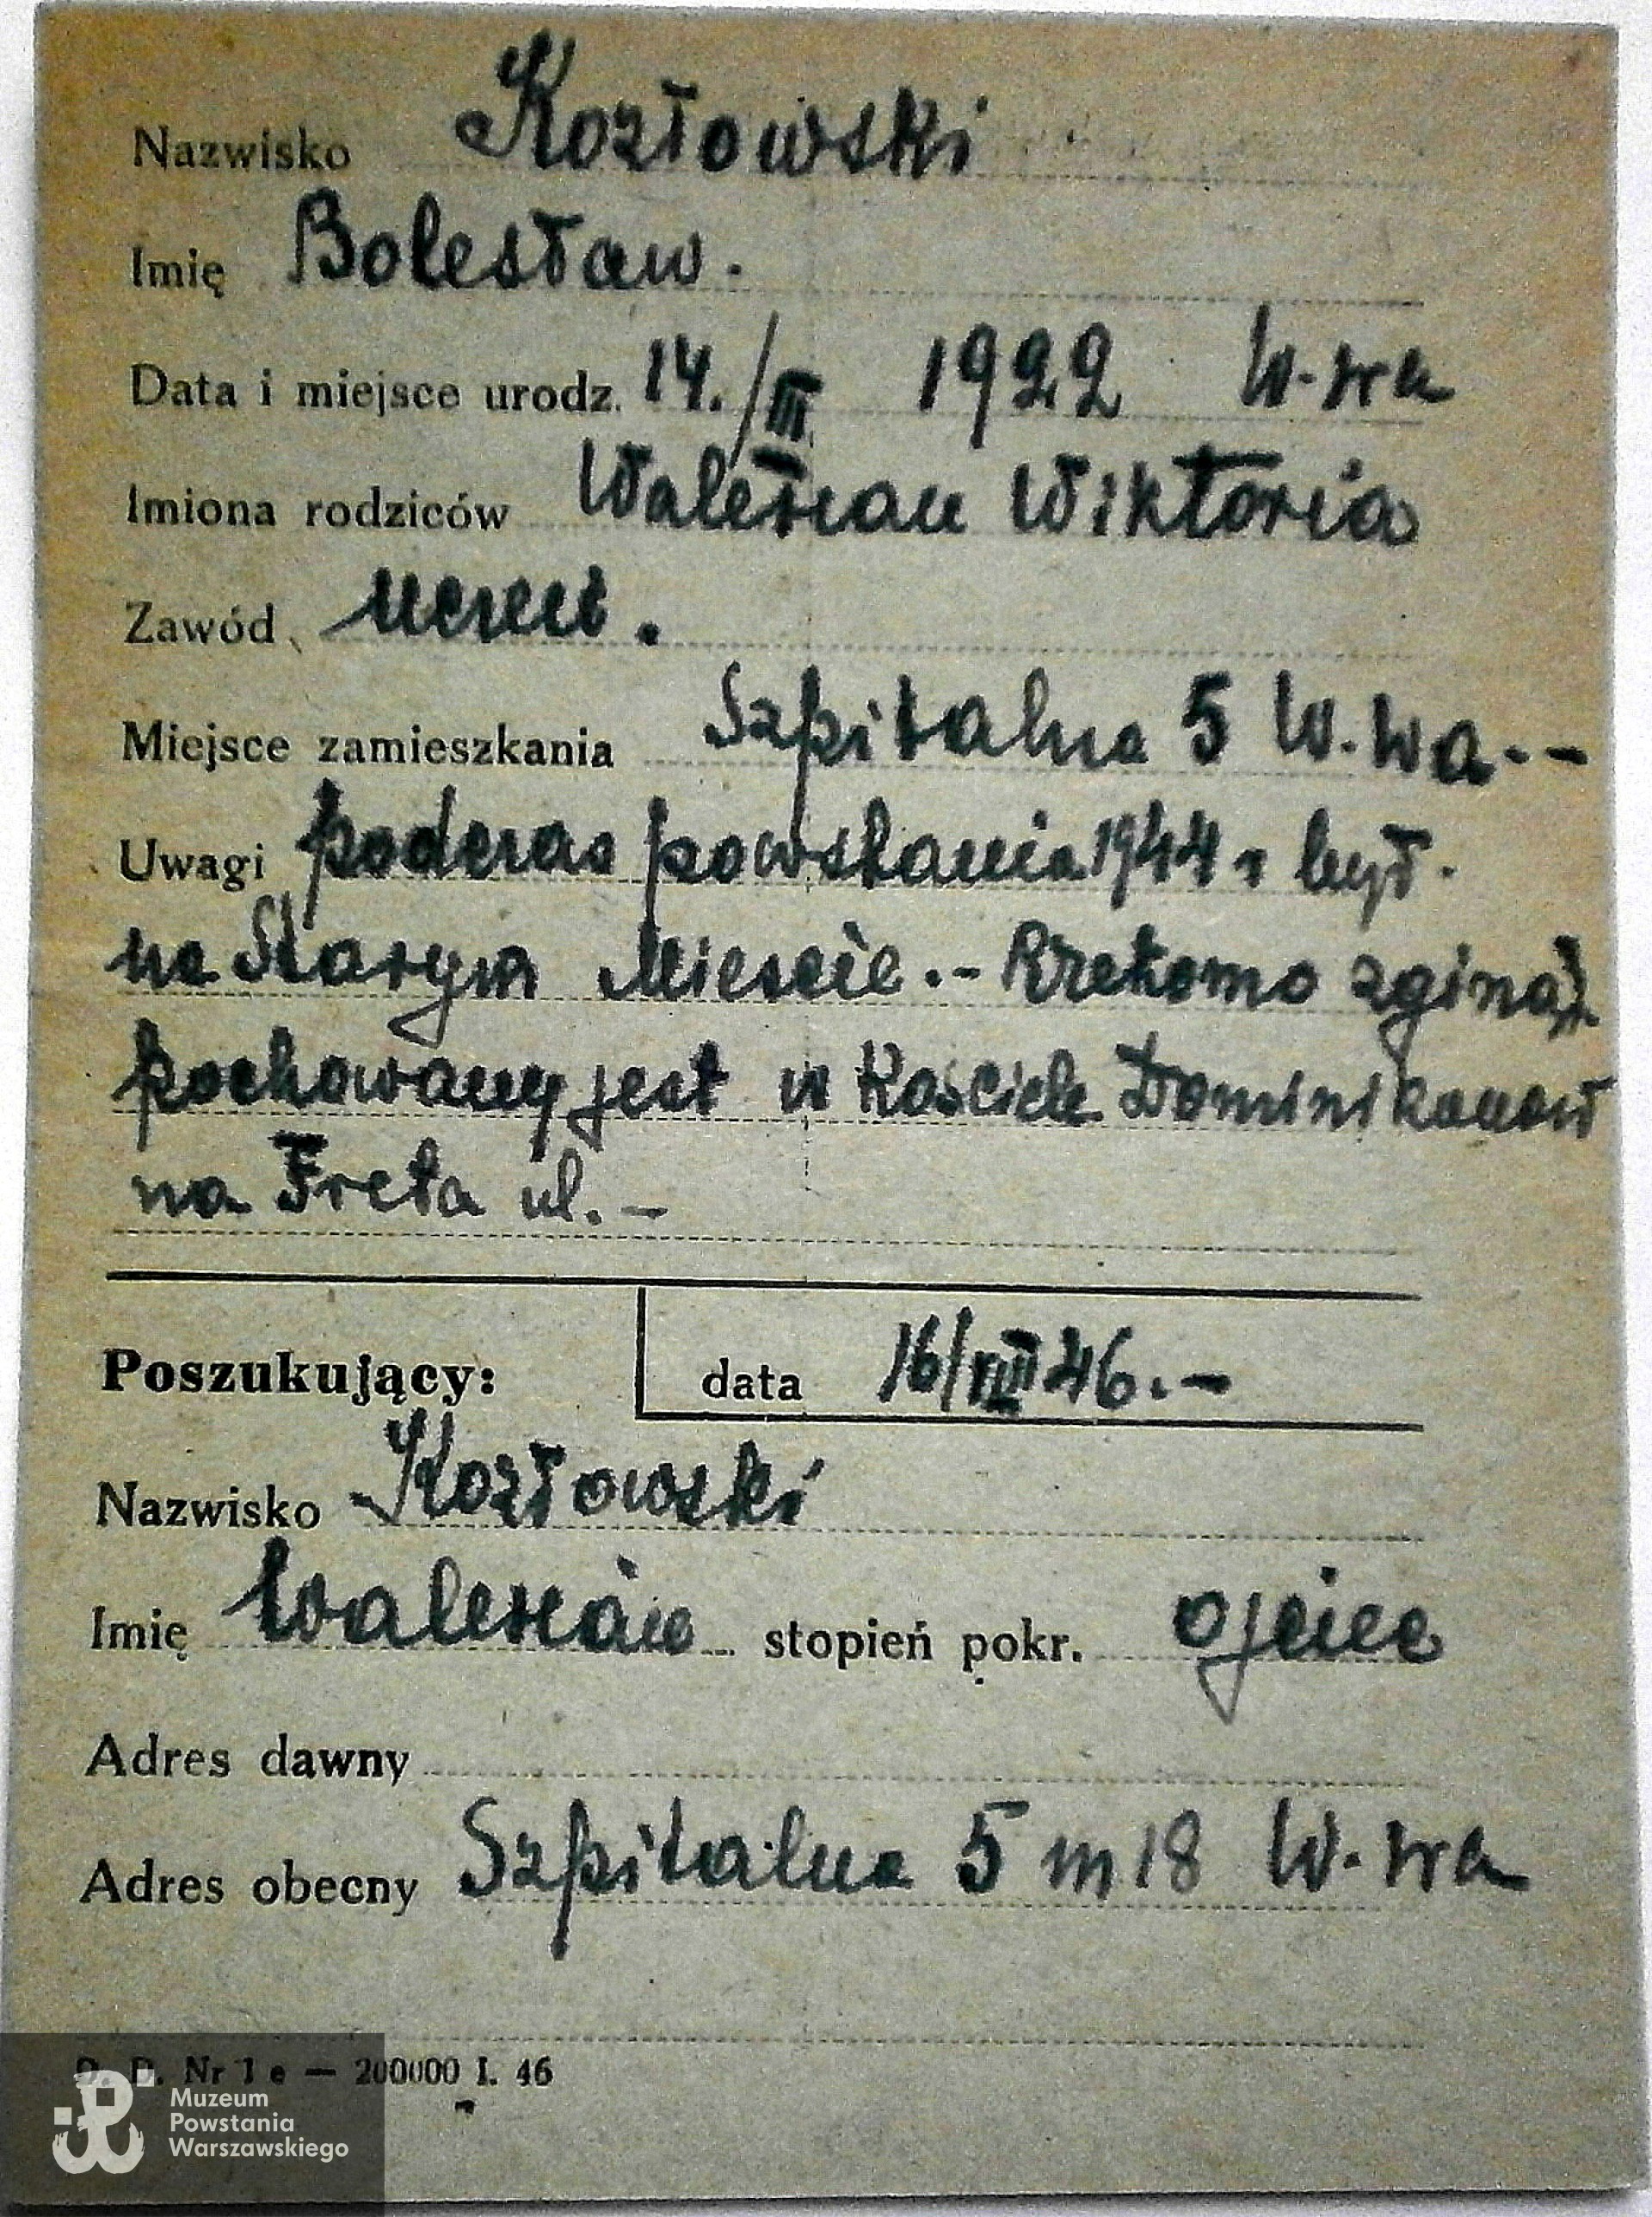 Nazwisko Kozłowski
Imię Bolesław.
Data i miejsce urodz. 14./III 1922 W-wa
Imiona rodziców Walerian Wiktoria
Zawód uczeń.
Miejsce zamieszkania Szpitalna 5 W.wa.--
Uwagi podczas powstania 1944 r był.
na Starym Mieście.- Rzekomo zginął
pochowany jest w Kościele Dominikanów
na Freta ul.-
Poszukujący: data 16/ 46.-
Nazwisko Kozłowski
Imię Walerian stopień pokr. ojciec
Adres dawny
Adres obecny Szpitalna 5 m 18 W-wa
D. D. Nr 1 e — 200000 I. 46
Muzeum
Powstania
Warszawskiego